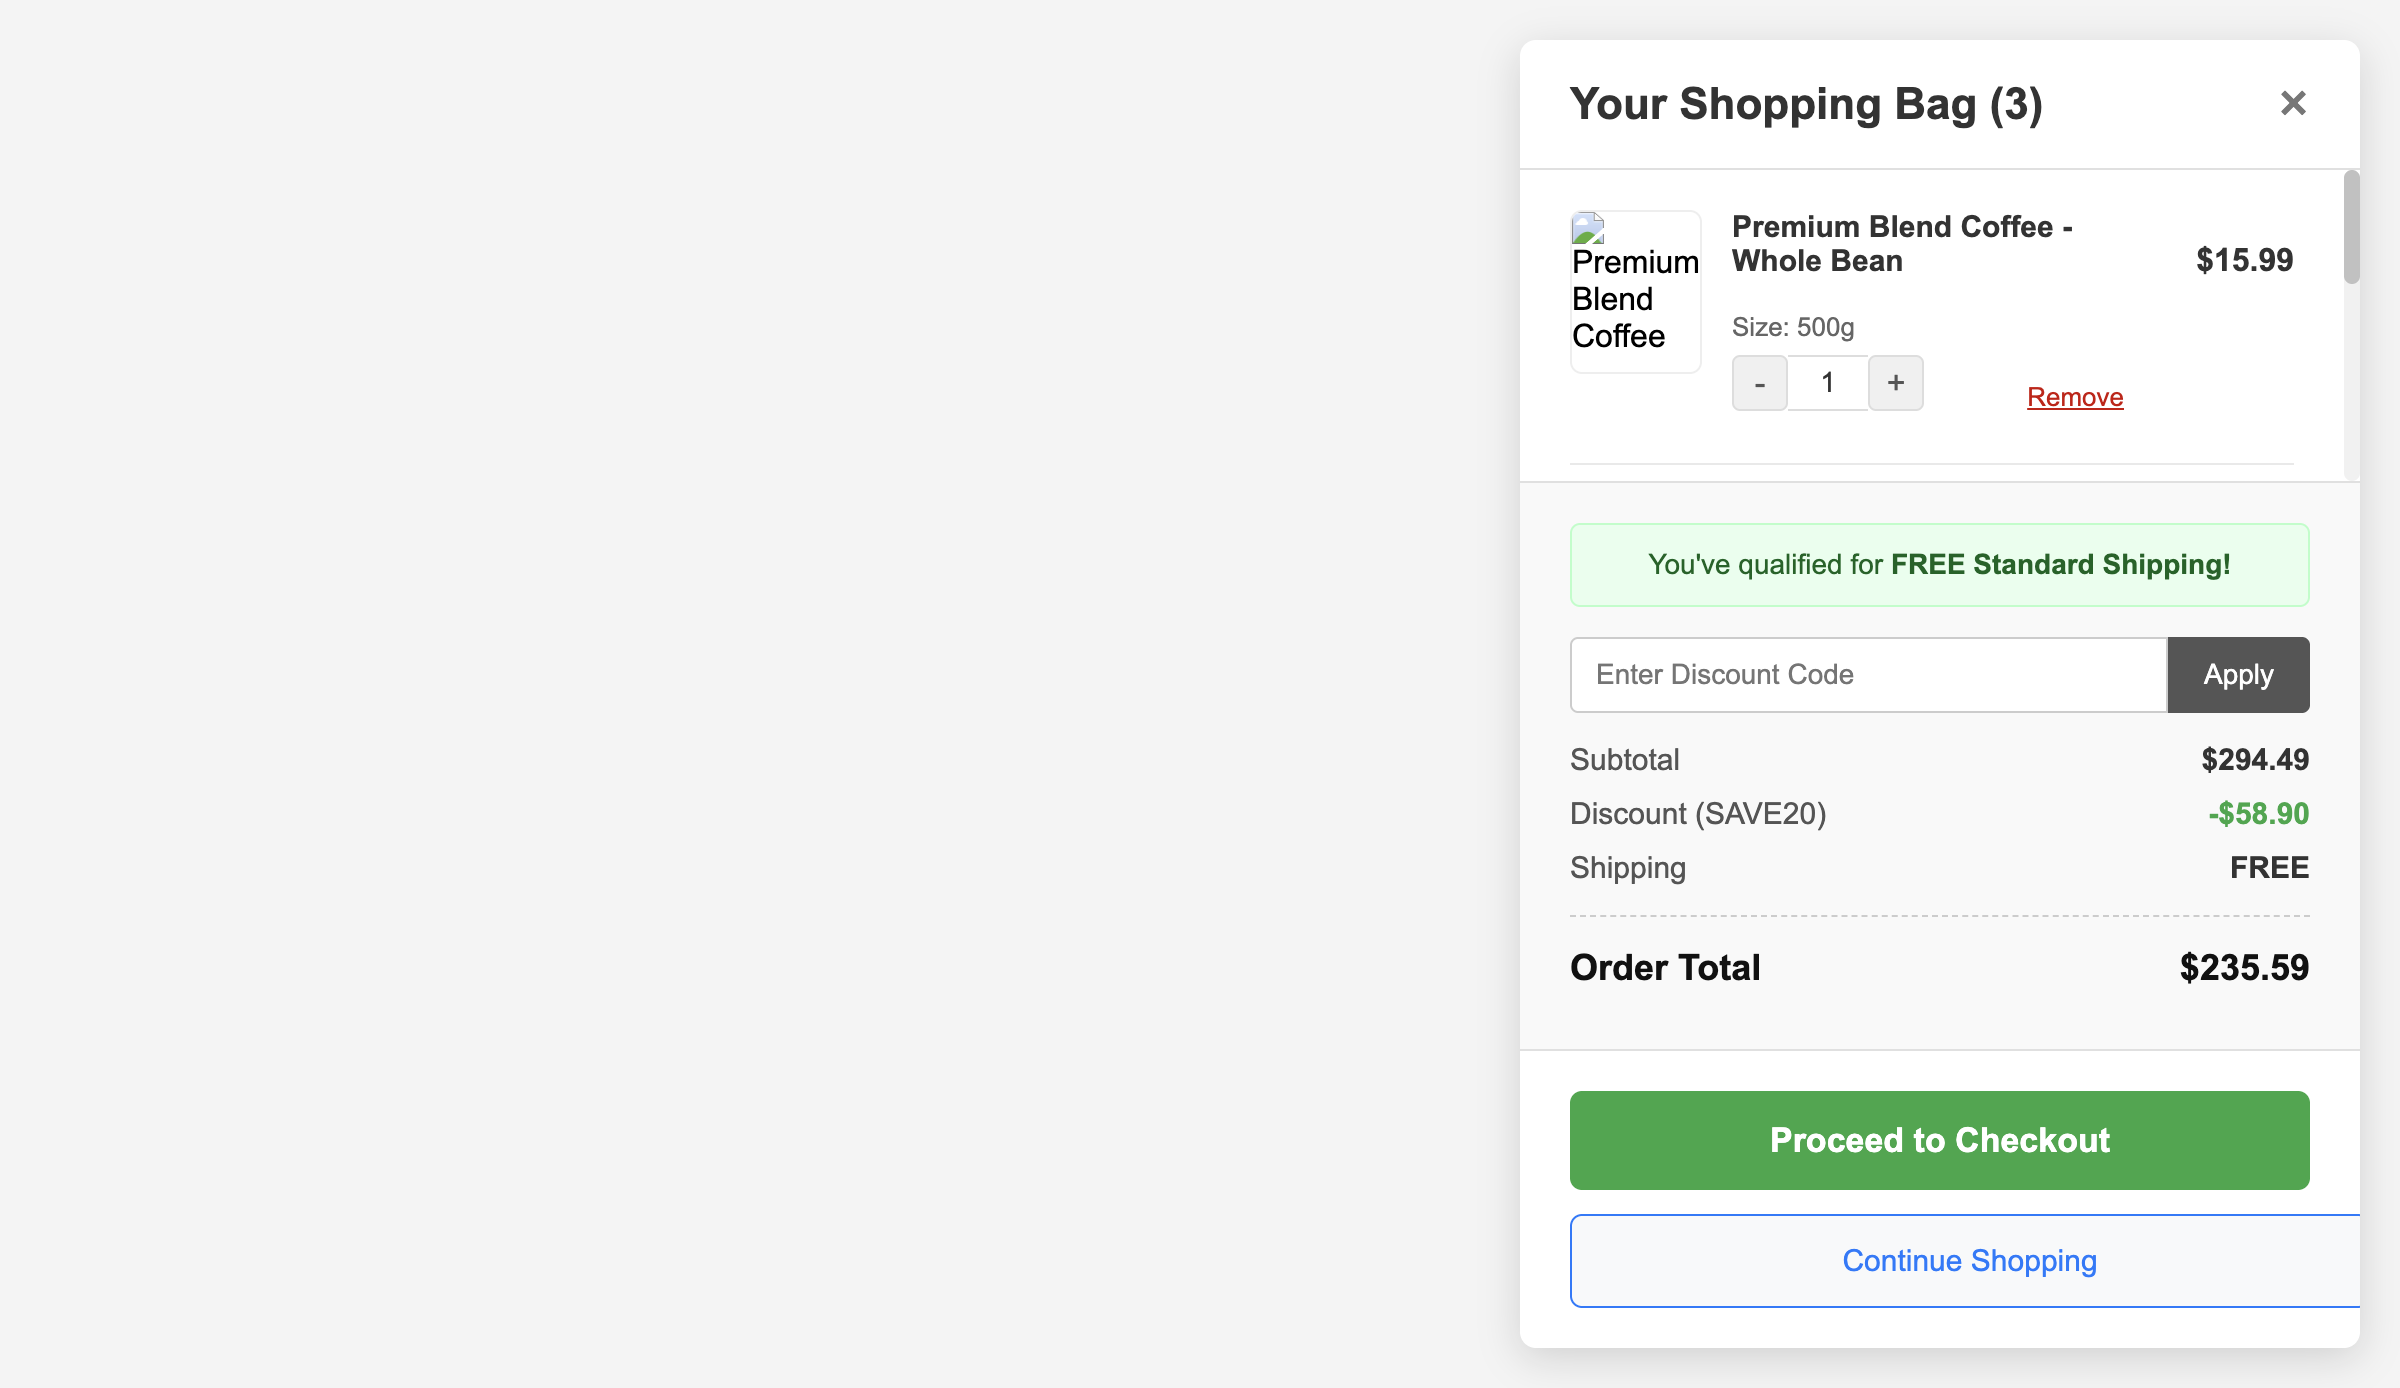 Your Shopping Bag (3) ×
Premium
Blend
Coffee
Premium Blend Coffee -
Whole Bean
$15.99
Size: 500g
- 1 +
Remove
You've qualified for FREE Standard Shipping!
Enter Discount Code Apply
Subtotal $294.49
Discount (SAVE20) -$58.90
Shipping FREE
Order Total $235.59
Proceed to Checkout
Continue Shopping